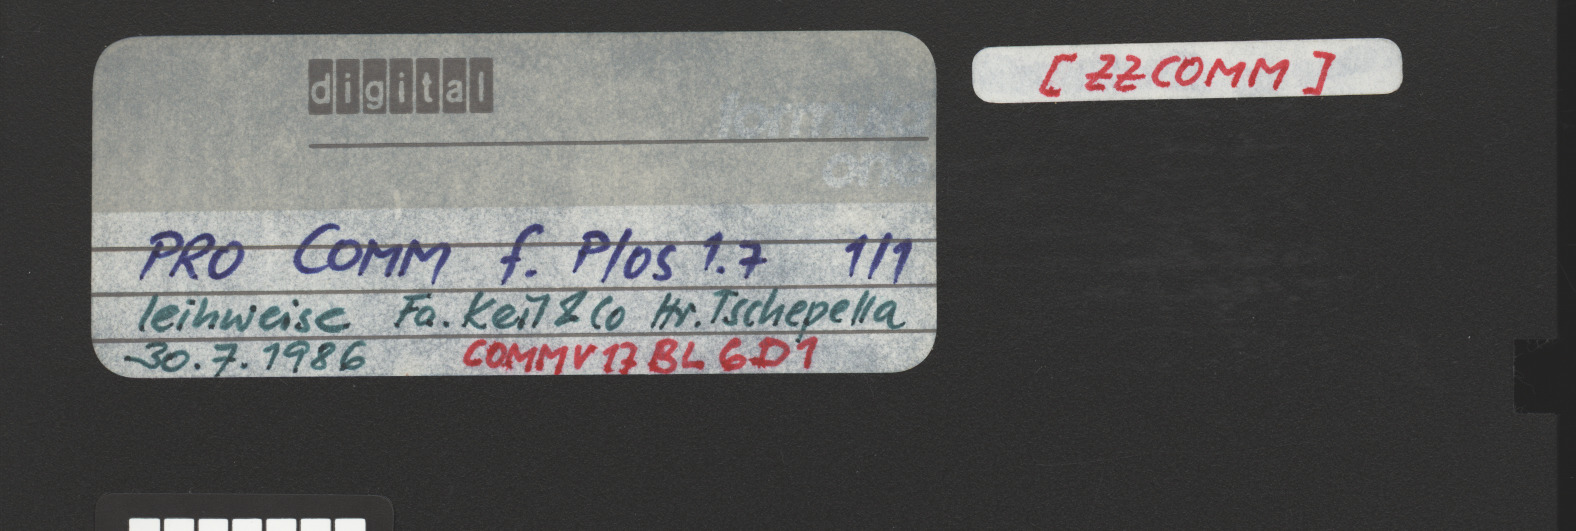 digital
[ZZCOMM]
PRO COMM f. P/os 1.7 1/1
leihweise Fa. Keil & Co Hr. Tschepella
30.7.1986 COMMV17BL6D1